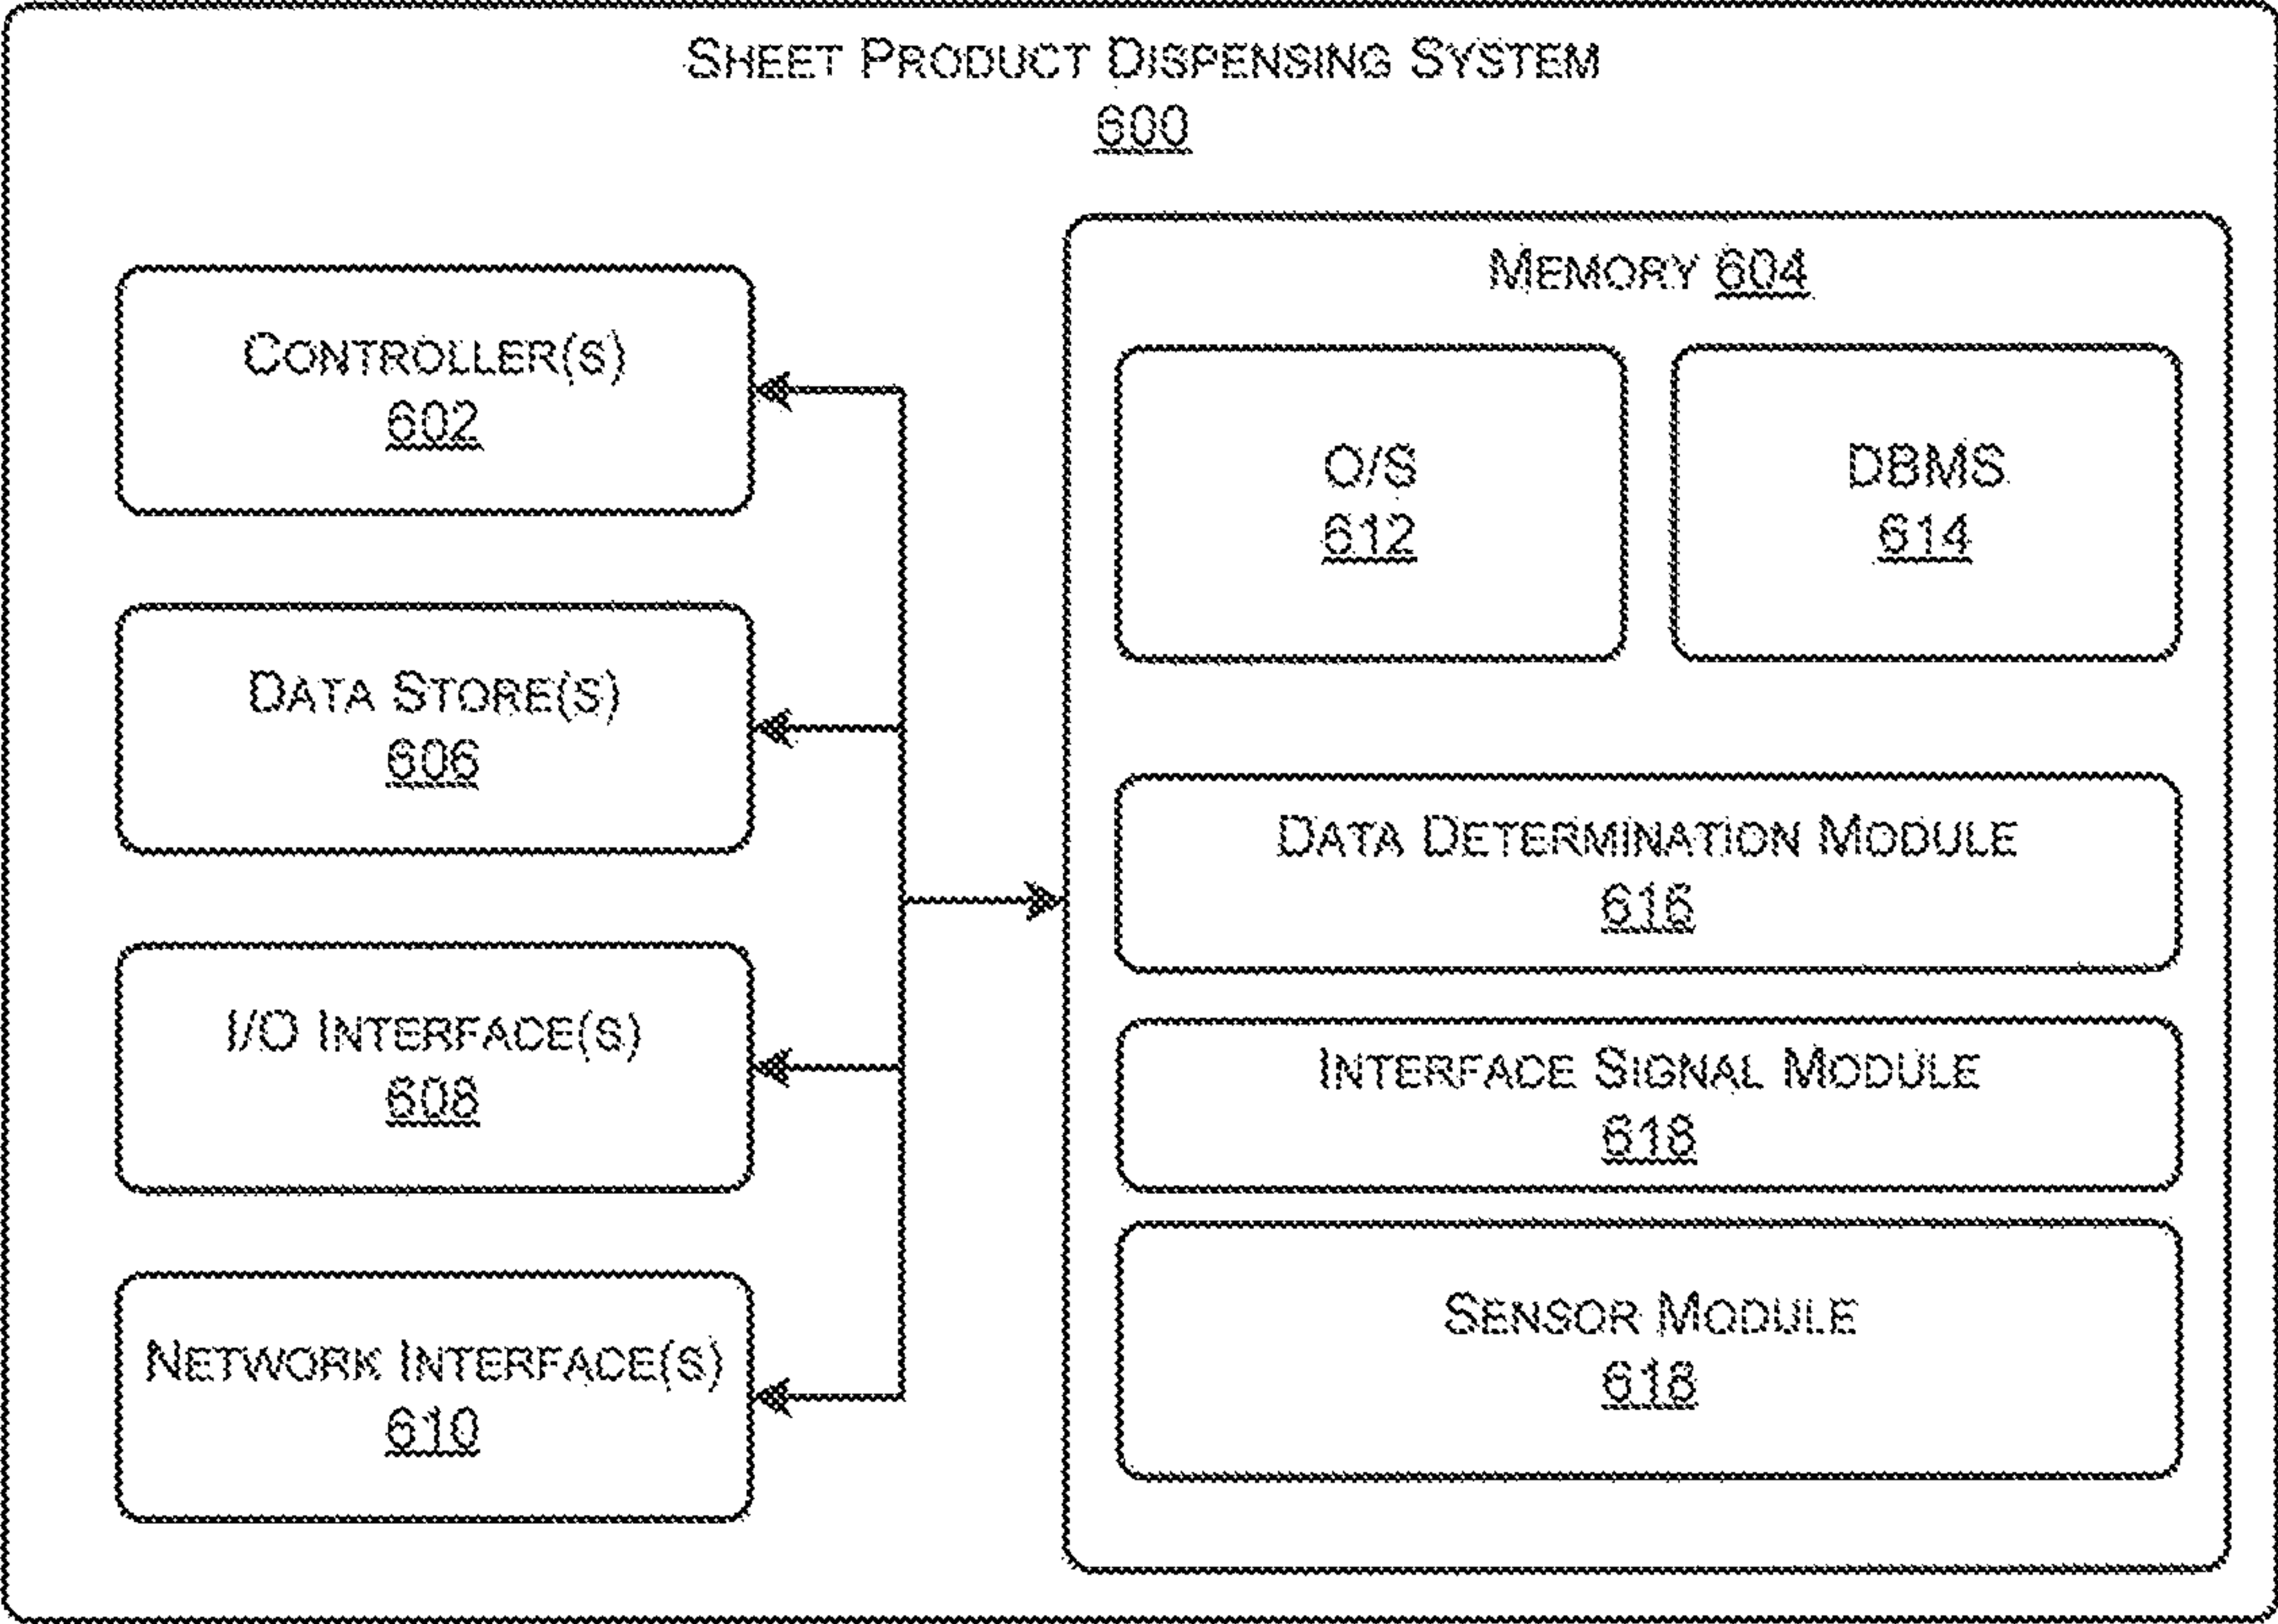 SHEET PRODUCT DISPENSING SYSTEM
600
CONTROLLER(S)
602
DATA STORE(S)
606
I/O INTERFACE(S)
608
NETWORK INTERFACE(S)
610
MEMORY 604
O/S
612
DBMS
614
DATA DETERMINATION MODULE
616
INTERFACE SIGNAL MODULE
618
SENSOR MODULE
618